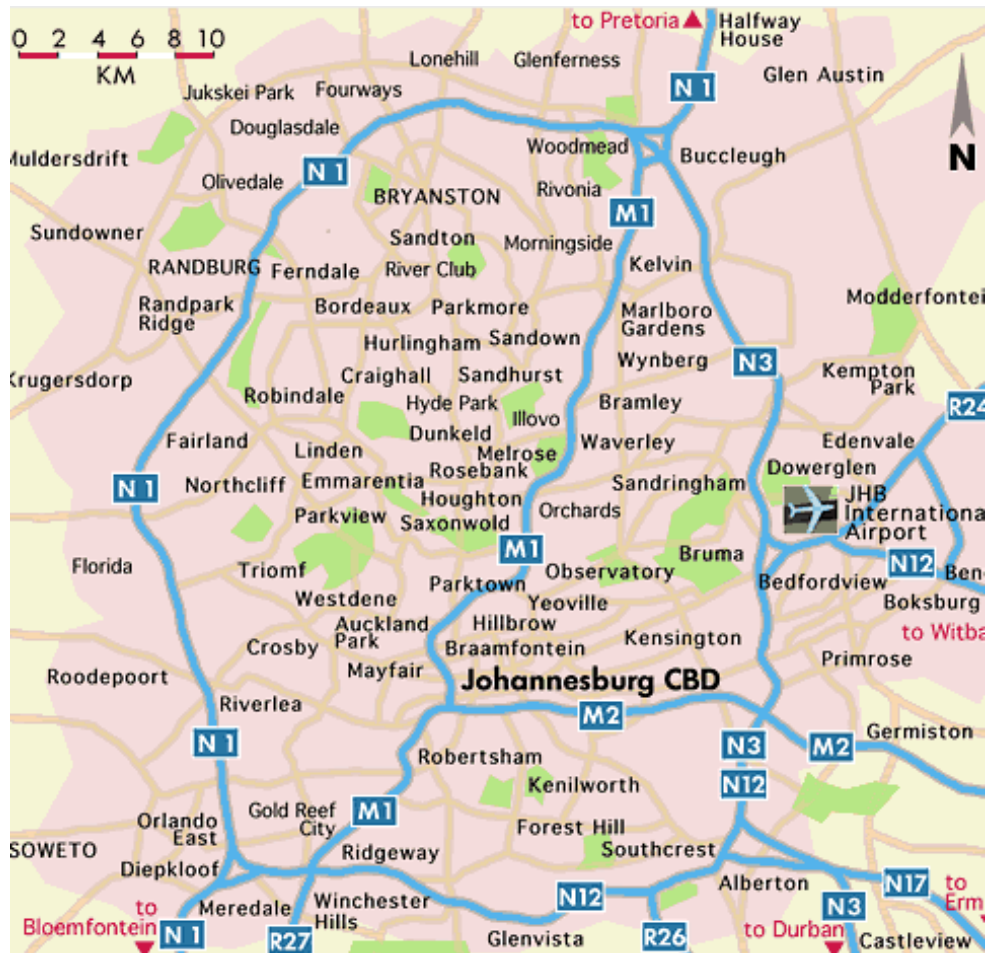 to Pretoria
Halfway
House
0 2 4 6 8 10
KM
Lonehill
Glenferness
Glen Austin
N 1
Jukskei Park
Fourways
Douglasdale
Woodmead
Buccleugh
N
Muldersdrift
Olivedale
N 1
BRYANSTON
Rivonia
M1
Sundowner
Sandton
Morningside
RANDBURG
Ferndale
River Club
Kelvin
Randpark
Ridge
Bordeaux
Parkmore
Marlboro
Gardens
Modderfontein
Hurlingham
Sandown
Wynberg
N3
Krugersdorp
Craighall
Sandhurst
Kempton
Park
Robindale
Hyde Park
Illovo
Bramley
R24
Fairland
Linden
Dunkeld
Melrose
Waverley
Edenvale
N 1
Northcliff
Emmarentia
Rosebank
Sandringham
Dowerglen
Houghton
JHB
International
Airport
Parkview
Saxonwold
Orchards
M1
Bruma
Florida
Triomf
Parktown
Observatory
Bedfordview
N12
Westdene
Yeoville
Boksburg
Auckland
Park
Hillbrow
to
Crosby
Braamfontein
Kensington
Primrose
Roodepoort
Mayfair
Johannesburg CBD
Riverlea
M2
N 1
Robertsham
N3
M2
Germiston
Kenilworth
N12
Orlando
East
Gold Reef
City
M1
Forest Hill
SOWETO
Diepkloof
Ridgeway
Southcrest
Alberton
N17
to
Meredale
Winchester
Hills
N12
N3
to
Bloemfontein
N 1
R27
Glenvista
R26
to Durban
Castleview